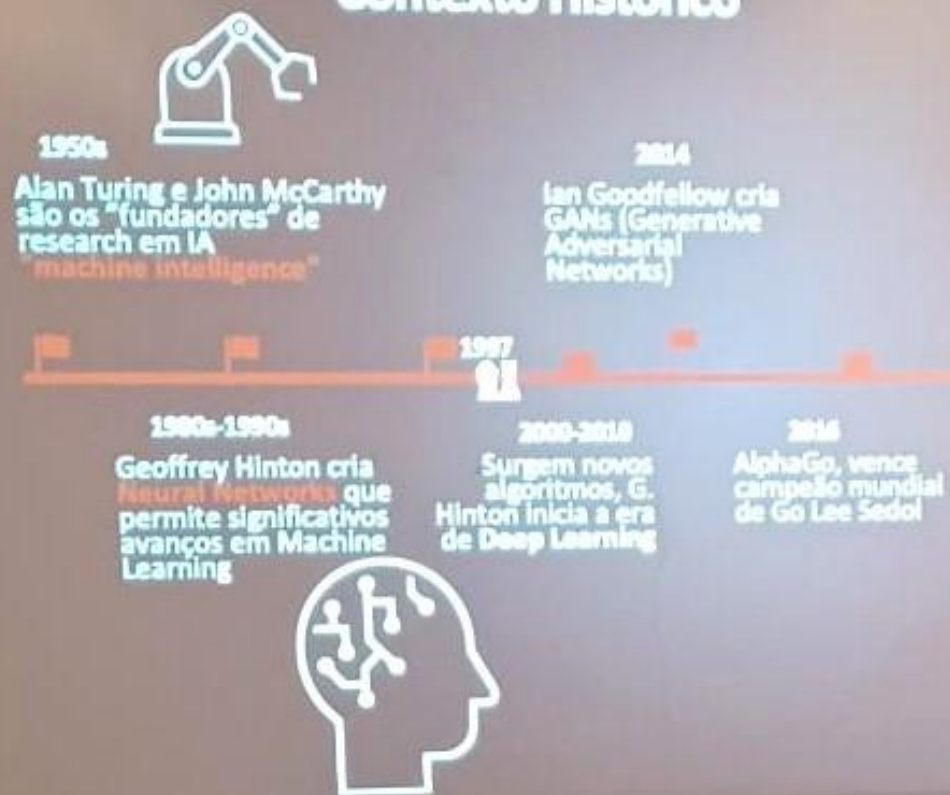 Contexto Histórico
1950s
Alan Turing e John McCarthy
são os "fundadores" de
research em IA
"machine intelligence"
2014
Ian Goodfellow cria
GANs (Generative
Adversarial
Networks)
1997
1980s-1990s
Geoffrey Hinton cria
Neural Networks que
permite significativos
avanços em Machine
Learning
2000-2010
Surgem novos
algoritmos, G.
Hinton inicia a era
de Deep Learning
2016
AlphaGo, vence
campeão mundial
de Go Lee Sedol